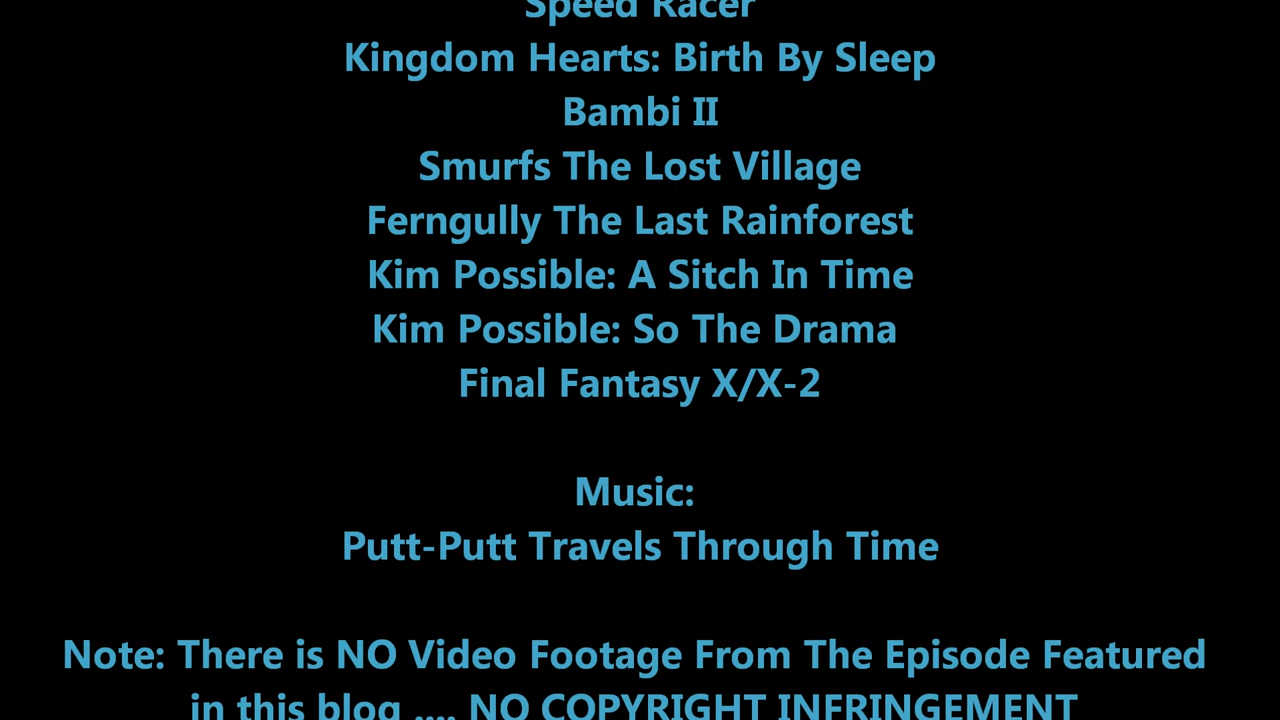 Speed Racer
Kingdom Hearts: Birth By Sleep
Bambi II
Smurfs The Lost Village
Ferngully The Last Rainforest
Kim Possible: A Sitch In Time
Kim Possible: So The Drama
Final Fantasy X/X-2
Music:
Putt-Putt Travels Through Time
Note: There is NO Video Footage From The Episode Featured
in this blog .... NO COPYRIGHT INFRINGEMENT